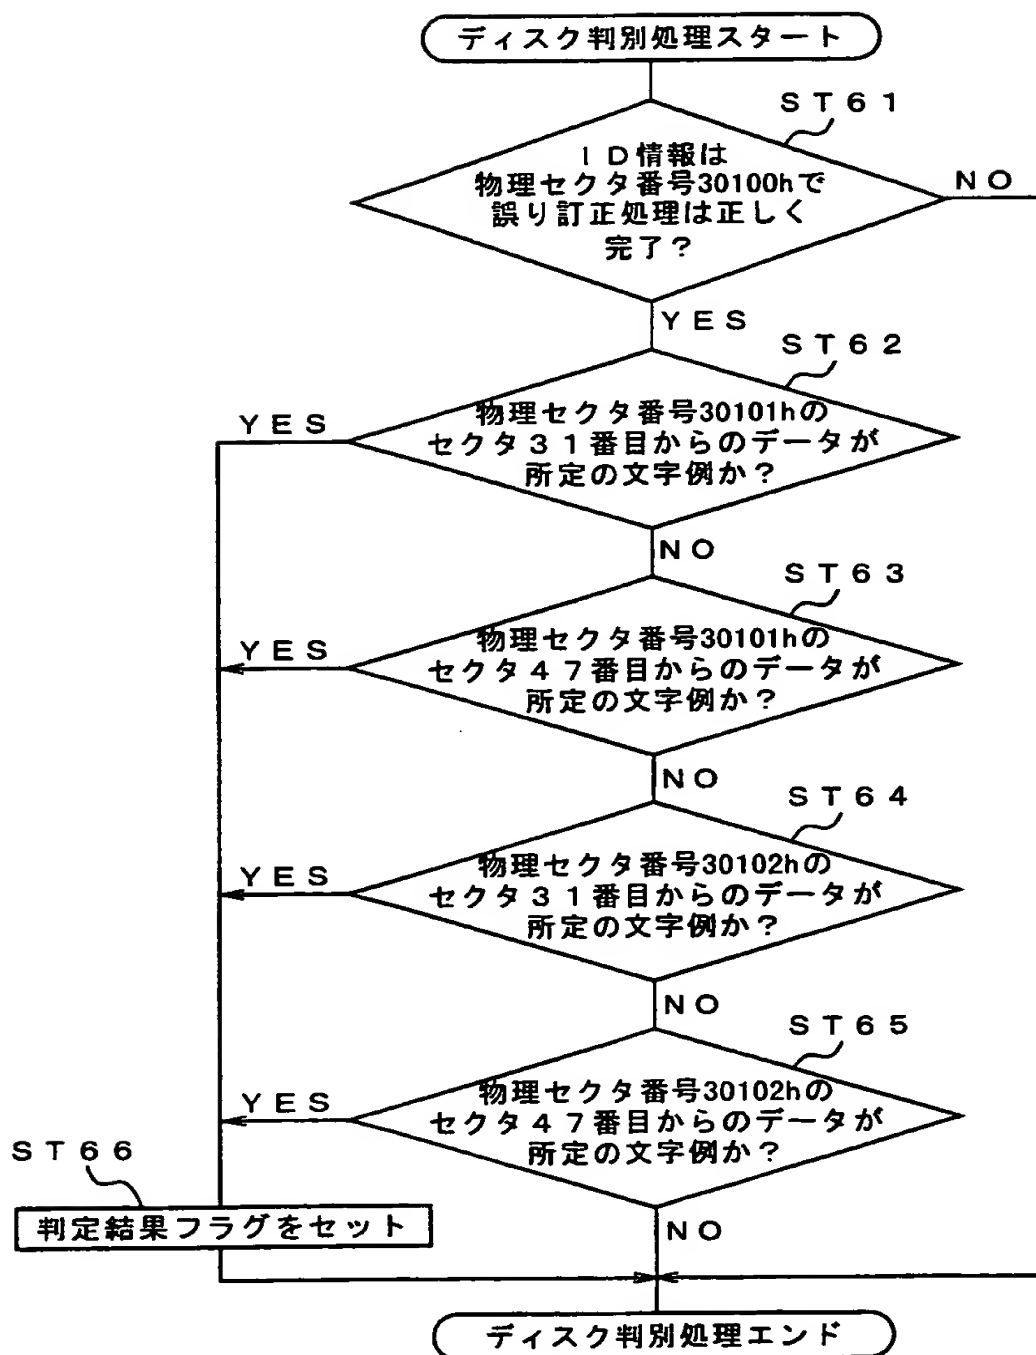 ディスク判別処理スタート
ST61
ID情報は
物理セクタ番号30100hで
誤り訂正処理は正しく
完了?
NO
YES
ST62
物理セクタ番号30101hの
セクタ31番目からのデータが
所定の文字例か?
YES
NO
ST63
物理セクタ番号30101hの
セクタ47番目からのデータが
所定の文字例か?
YES
NO
ST64
物理セクタ番号30102hの
セクタ31番目からのデータが
所定の文字例か?
YES
NO
ST65
物理セクタ番号30102hの
セクタ47番目からのデータが
所定の文字例か?
YES
ST66
判定結果フラグをセット
NO
ディスク判別処理エンド